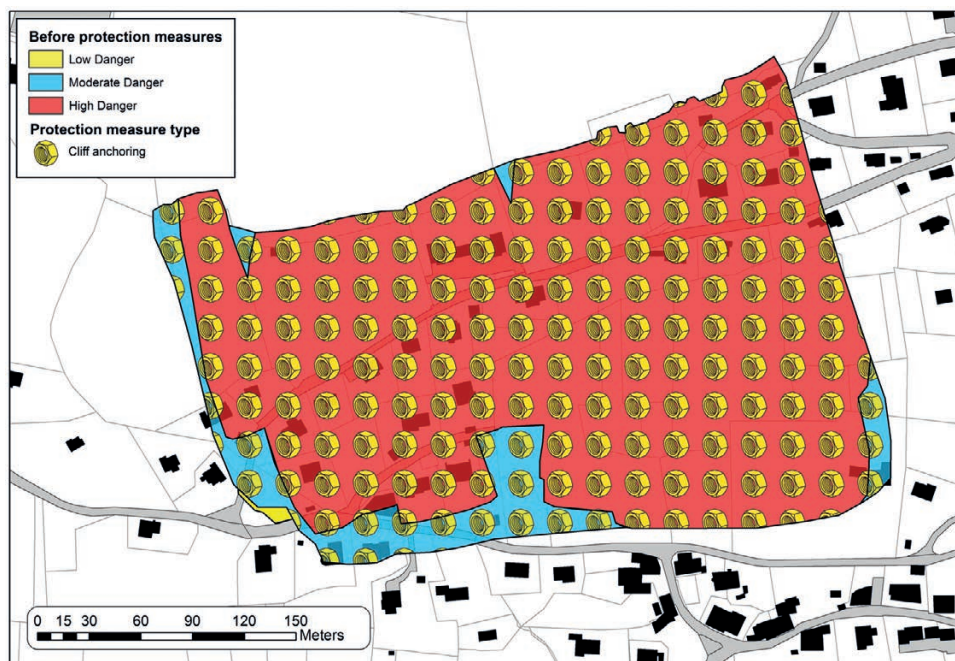 Before protection measures
Low Danger
Moderate Danger
High Danger
Protection measure type
Cliff anchoring
0 15 30 60 90 120 150
Meters